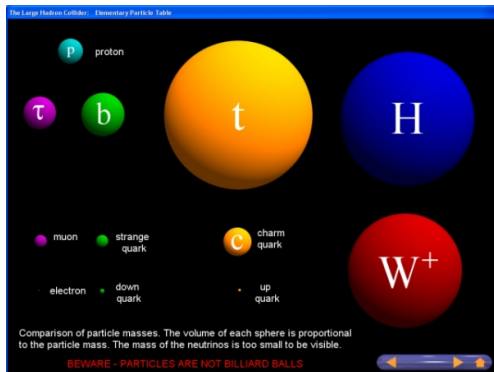 The Large Hadron Collider: Elementary Particle Table
p
proton
τ
b
t
H
muon
strange
quark
c
charm
quark
W+
electron
down
quark
up
quark
Comparison of particle masses. The volume of each sphere is proportional
to the particle mass. The mass of the neutrinos is too small to be visible.
BEWARE - PARTICLES ARE NOT BILLIARD BALLS